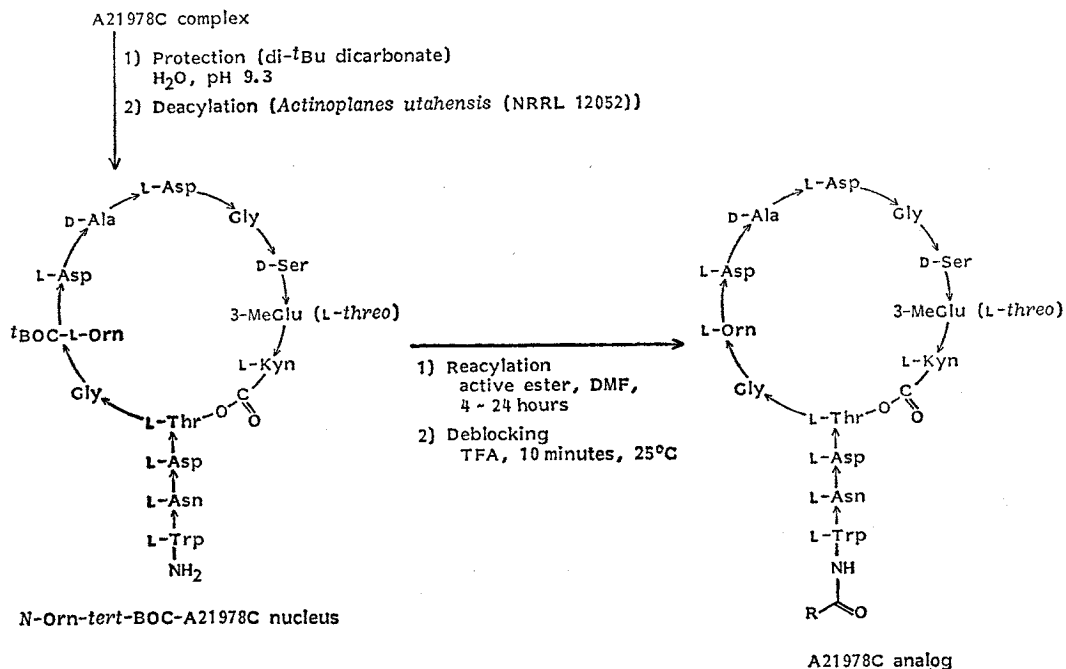 A21978C complex
1) Protection (di-ᵗBu dicarbonate)
H₂O, pH 9.3
2) Deacylation (Actinoplanes utahensis (NRRL 12052))
L-Asp
D-Ala
Gly
L-Asp
D-Ser
ᵗBOC-L-Orn
3-MeGlu (L-threo)
L-Kyn
Gly
C
O
O
L-Thr
L-Asp
L-Asn
L-Trp
NH₂
N-Orn-tert-BOC-A21978C nucleus
1) Reacylation
active ester, DMF,
4 ~ 24 hours
2) Deblocking
TFA, 10 minutes, 25°C
L-Asp
D-Ala
Gly
L-Asp
D-Ser
L-Orn
3-MeGlu (L-threo)
L-Kyn
Gly
C
O
O
L-Thr
L-Asp
L-Asn
L-Trp
NH
R
O
A21978C analog